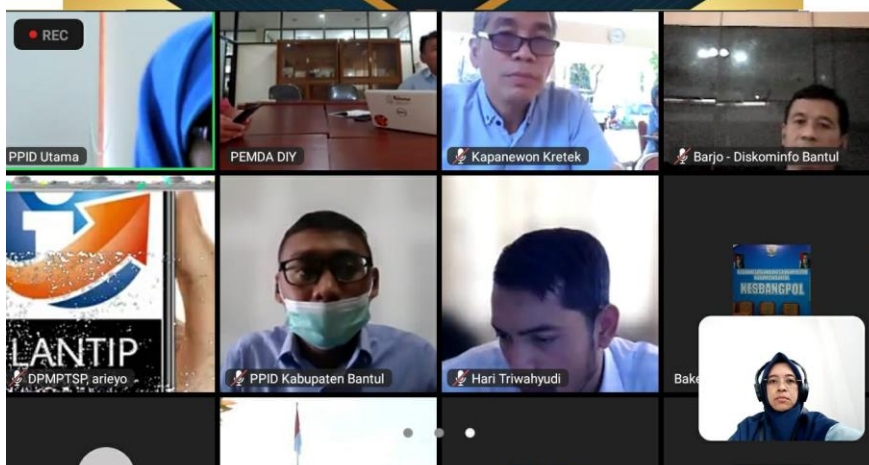 REC
PPID Utama
PEMDA DIY
Kapanewon Kretek
Barjo - Diskominfo Bantul
LANTIP
DPMPTSP, arieyo
PPID Kabupaten Bantul
Hari Triwahyudi
KESBANGPOL
Bake